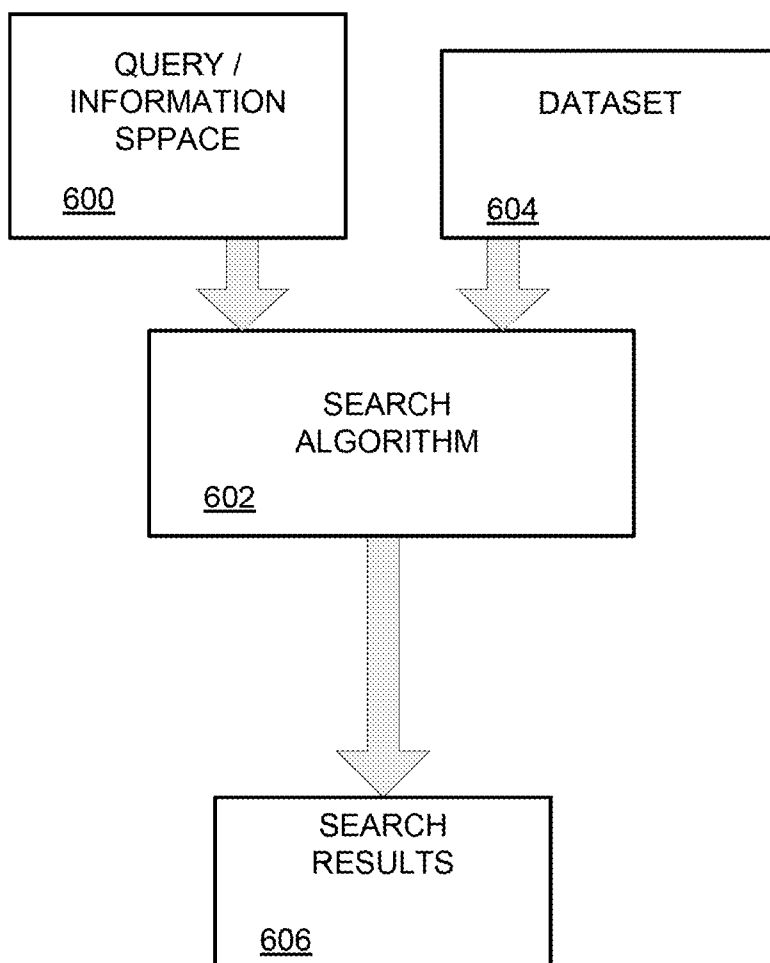 QUERY /
INFORMATION
SPPACE
600
DATASET
604
SEARCH
ALGORITHM
602
SEARCH
RESULTS
606